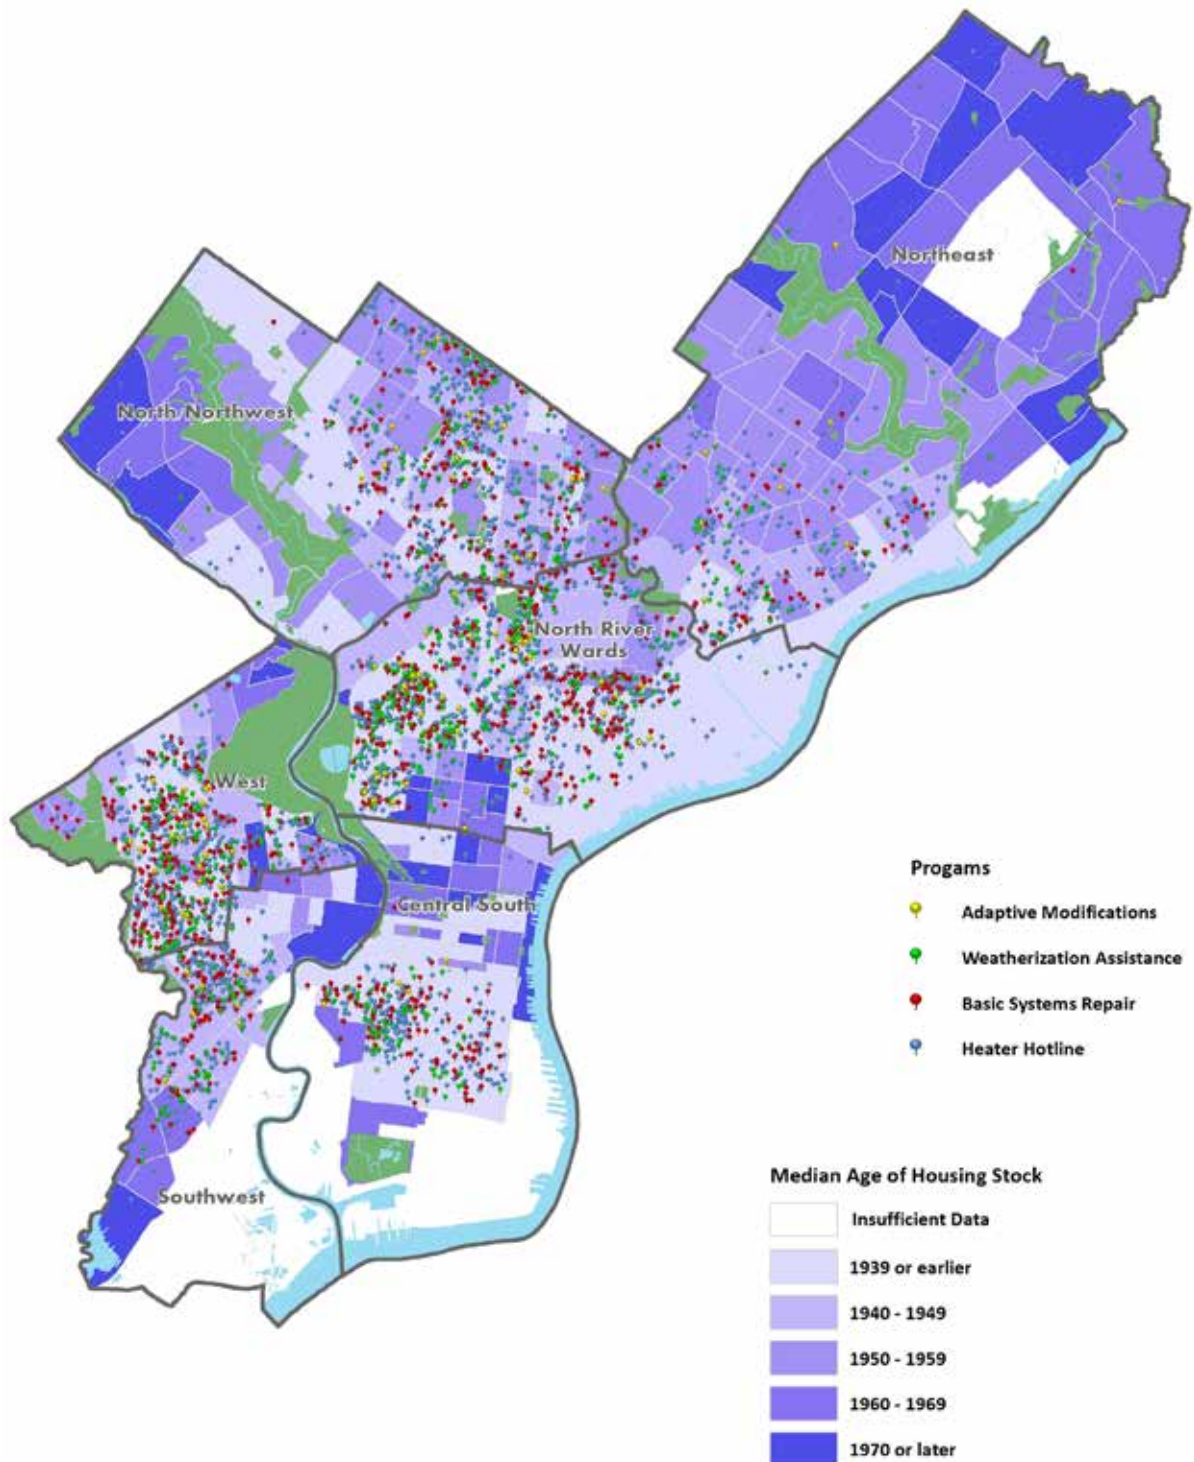 Northeast
North Northwest
North River
Wards
West
Central South
Southwest
Progams
Adaptive Modifications
Weatherization Assistance
Basic Systems Repair
Heater Hotline
Median Age of Housing Stock
Insufficient Data
1939 or earlier
1940 - 1949
1950 - 1959
1960 - 1969
1970 or later